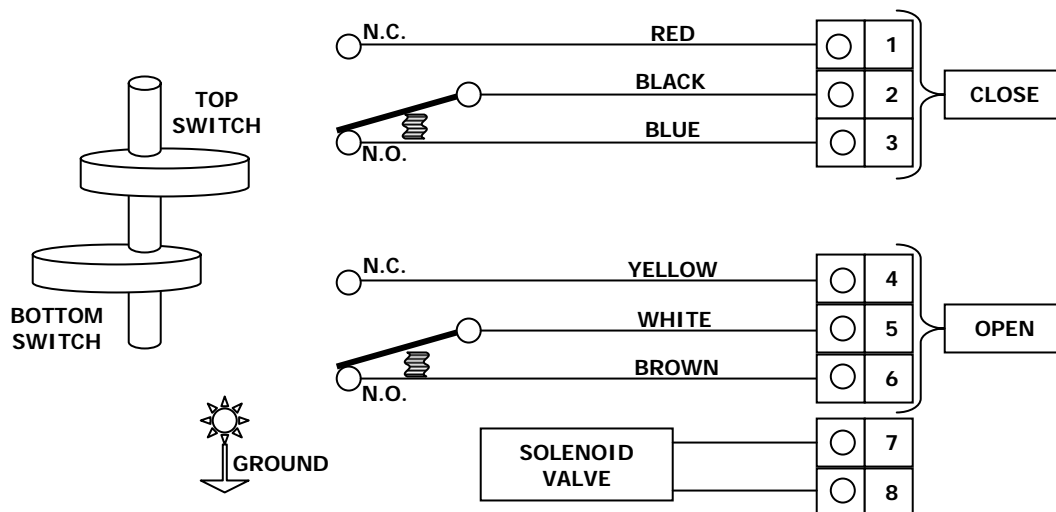 N.C.
RED
1
TOP
SWITCH
BLACK
2
CLOSE
BLUE
3
N.O.
N.C.
YELLOW
4
BOTTOM
SWITCH
WHITE
5
OPEN
BROWN
6
N.O.
GROUND
SOLENOID
VALVE
7
8